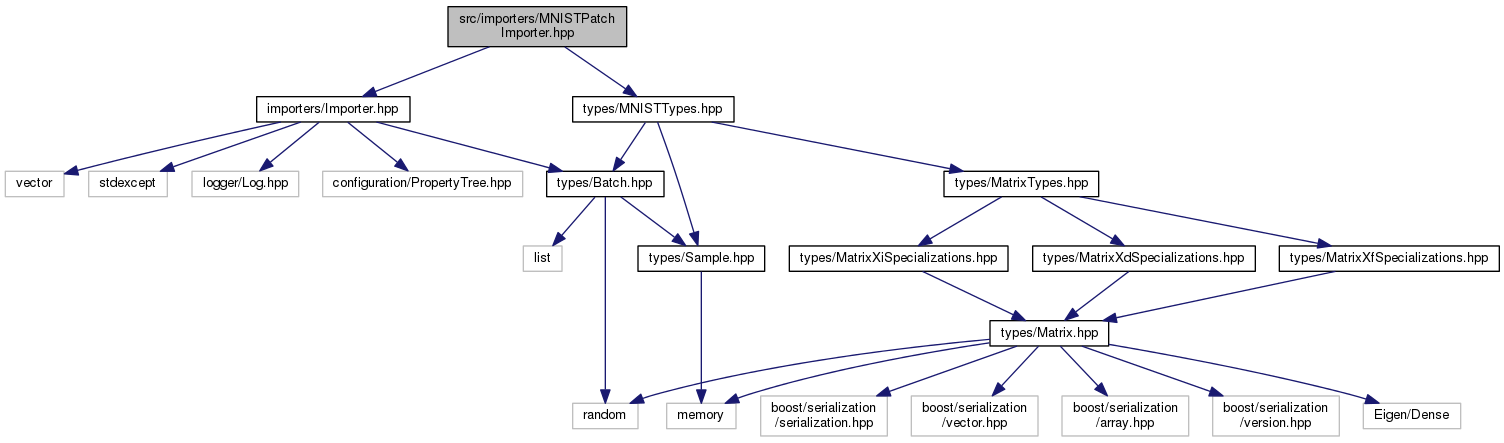 src/importers/MNISTPatch
Importer.hpp
importers/Importer.hpp
types/MNISTTypes.hpp
vector
stdexcept
logger/Log.hpp
configuration/PropertyTree.hpp
types/Batch.hpp
types/MatrixTypes.hpp
list
types/Sample.hpp
types/MatrixXiSpecializations.hpp
types/MatrixXdSpecializations.hpp
types/MatrixXfSpecializations.hpp
types/Matrix.hpp
random
memory
boost/serialization
/serialization.hpp
boost/serialization
/vector.hpp
boost/serialization
/array.hpp
boost/serialization
/version.hpp
Eigen/Dense